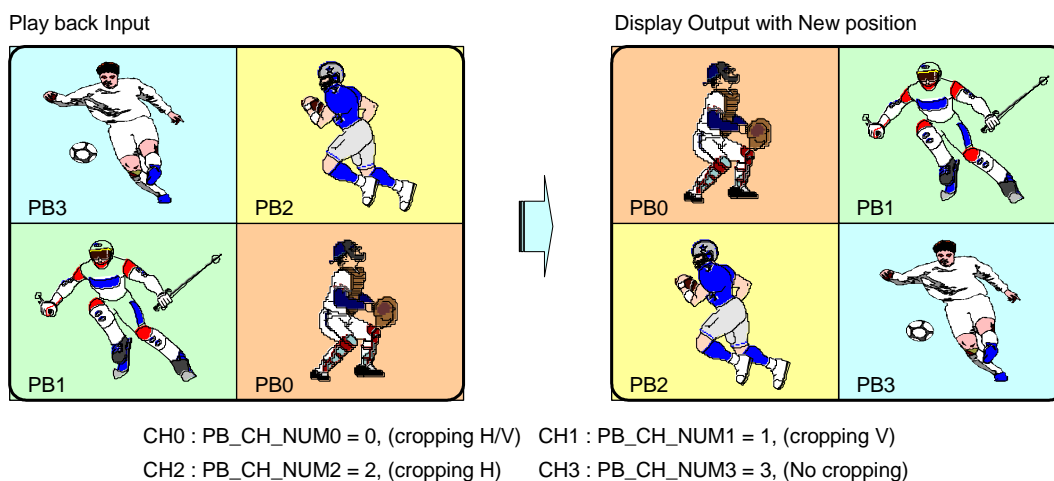 Play back Input
Display Output with New position
PB3
PB2
PB1
PB0
PB0
PB1
PB2
PB3
CH0 : PB_CH_NUM0 = 0, (cropping H/V) CH1 : PB_CH_NUM1 = 1, (cropping V)
CH2 : PB_CH_NUM2 = 2, (cropping H) CH3 : PB_CH_NUM3 = 3, (No cropping)